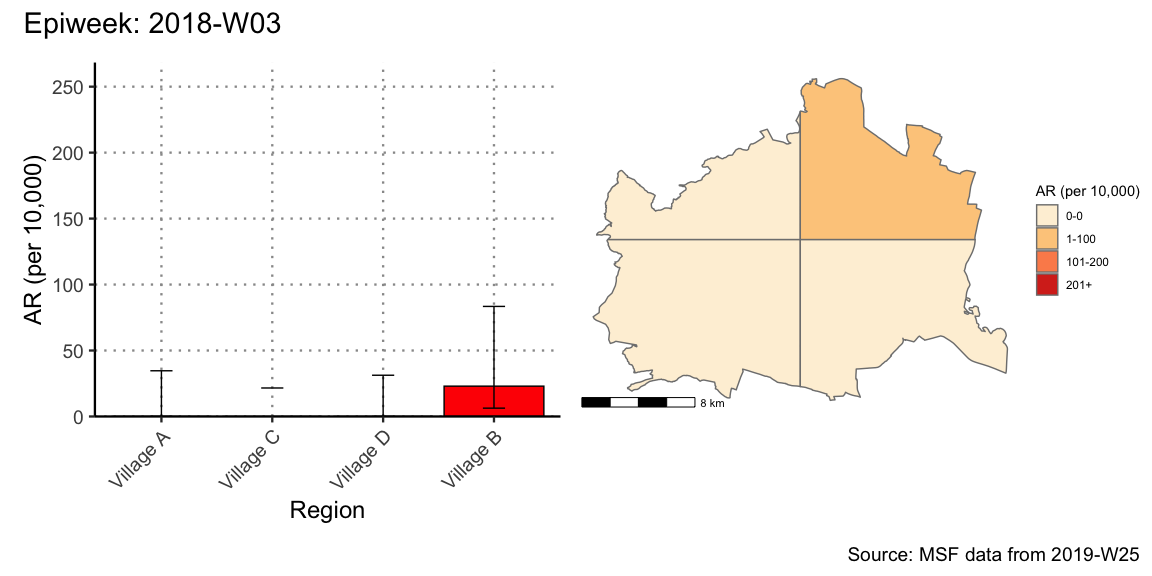 Epiweek: 2018-W03
AR (per 10,000)
250
200
150
100
50
0
Village A
Village C
Village D
Village B
Region
8 km
AR (per 10,000)
0-0
1-100
101-200
201+
Source: MSF data from 2019-W25